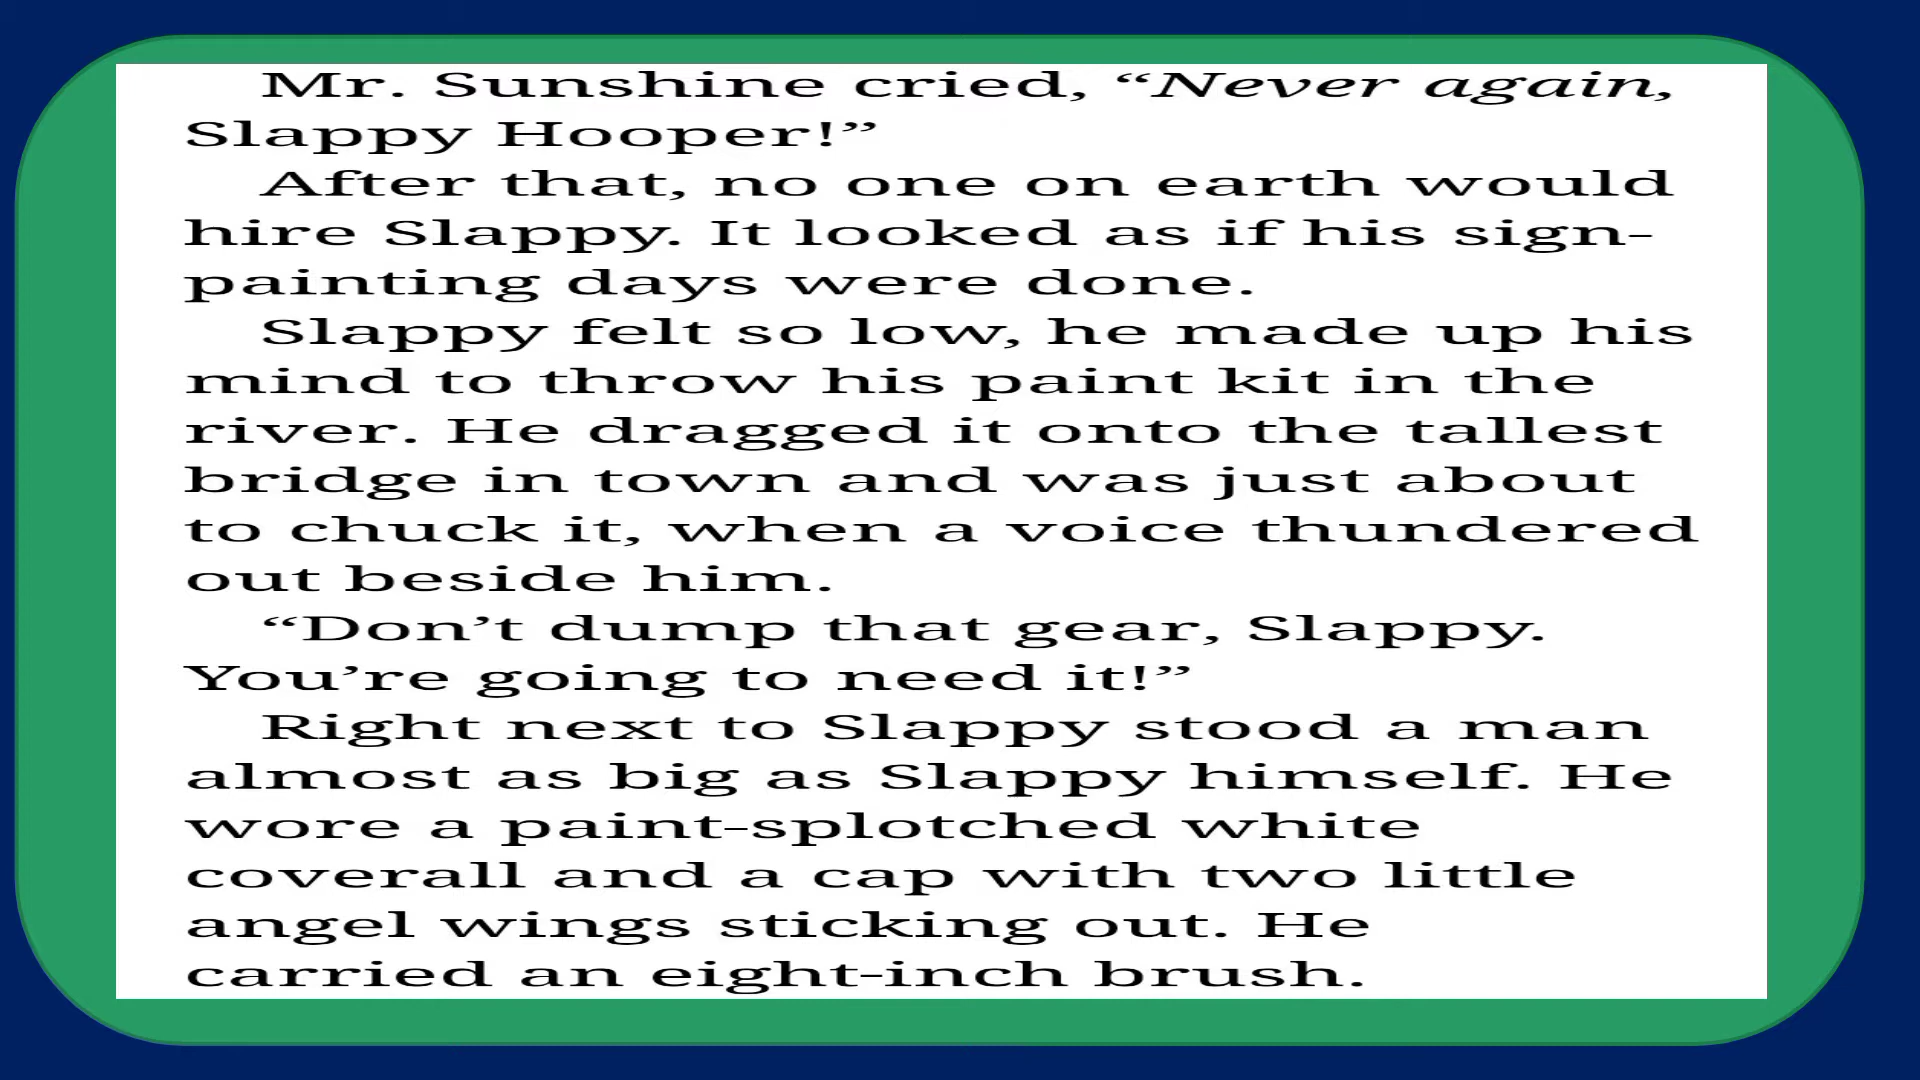 Mr. Sunshine cried, “Never again,
Slappy Hooper!”
After that, no one on earth would
hire Slappy. It looked as if his sign-
painting days were done.
Slappy felt so low, he made up his
mind to throw his paint kit in the
river. He dragged it onto the tallest
bridge in town and was just about
to chuck it, when a voice thundered
out beside him.
“Don’t dump that gear, Slappy.
You’re going to need it!”
Right next to Slappy stood a man
almost as big as Slappy himself. He
wore a paint-splotched white
coverall and a cap with two little
angel wings sticking out. He
carried an eight-inch brush.